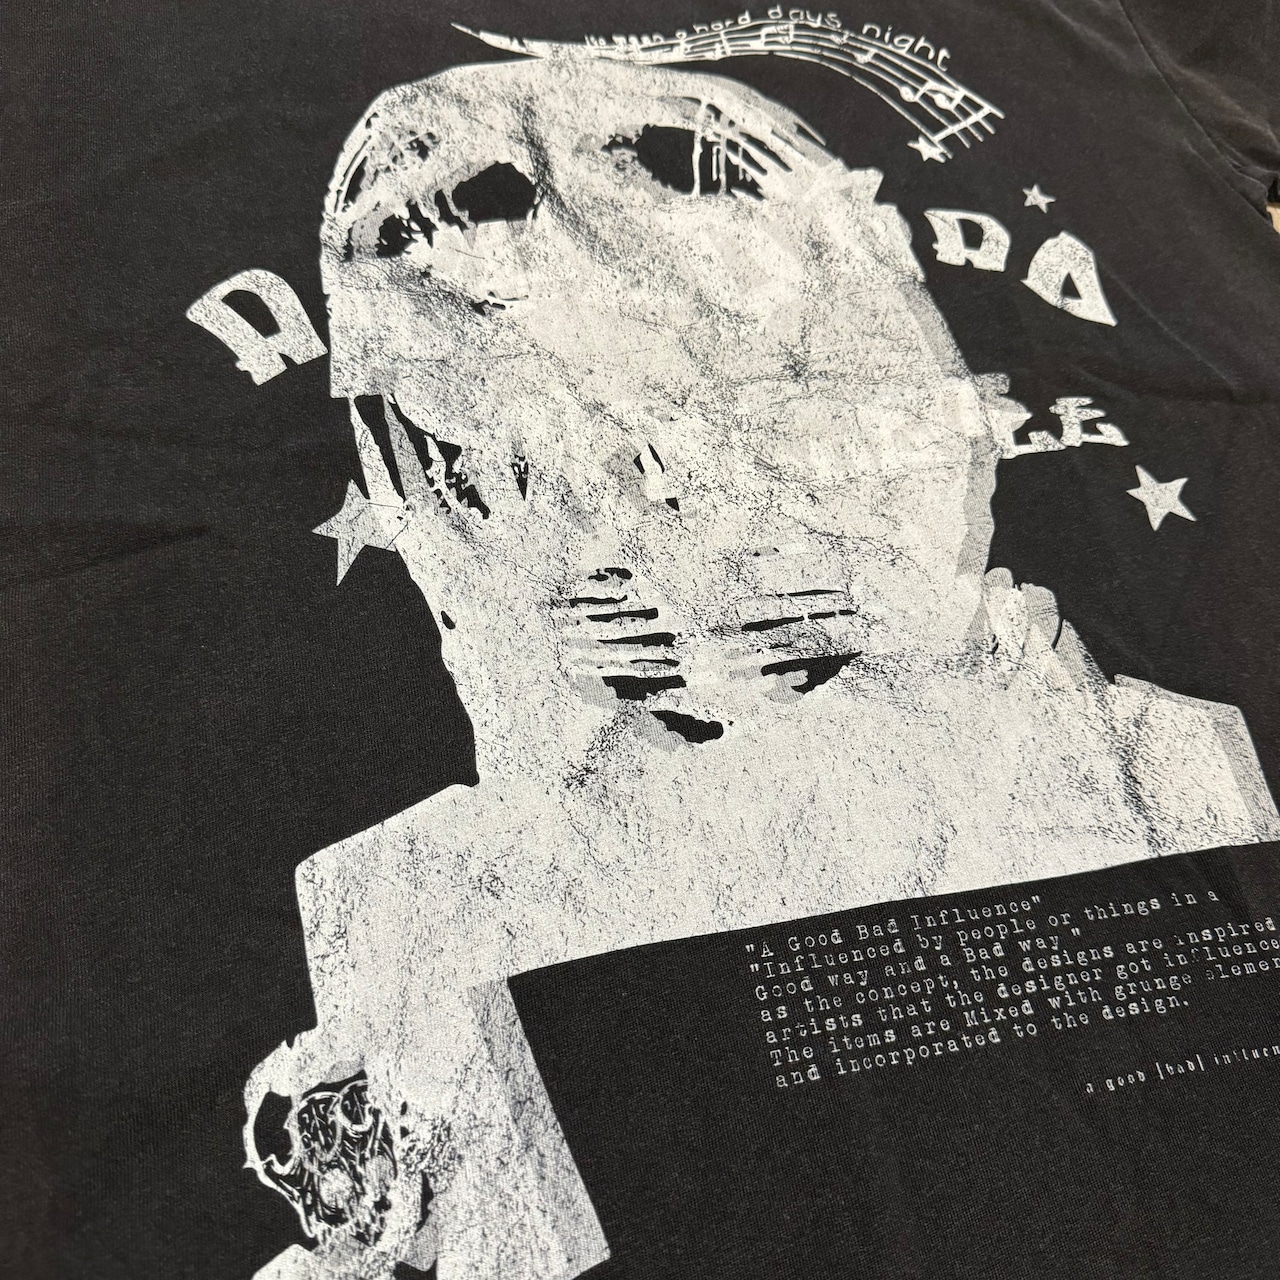 been a hard days night
"A Good Bad Influence"
"Influenced by people or things in a
Good way and a Bad way,"
as the concept, the designs are inspired
artists that the designer got influence
The items are Mixed with grunge elemen
and incorporated to the design.
a good [bad] influen